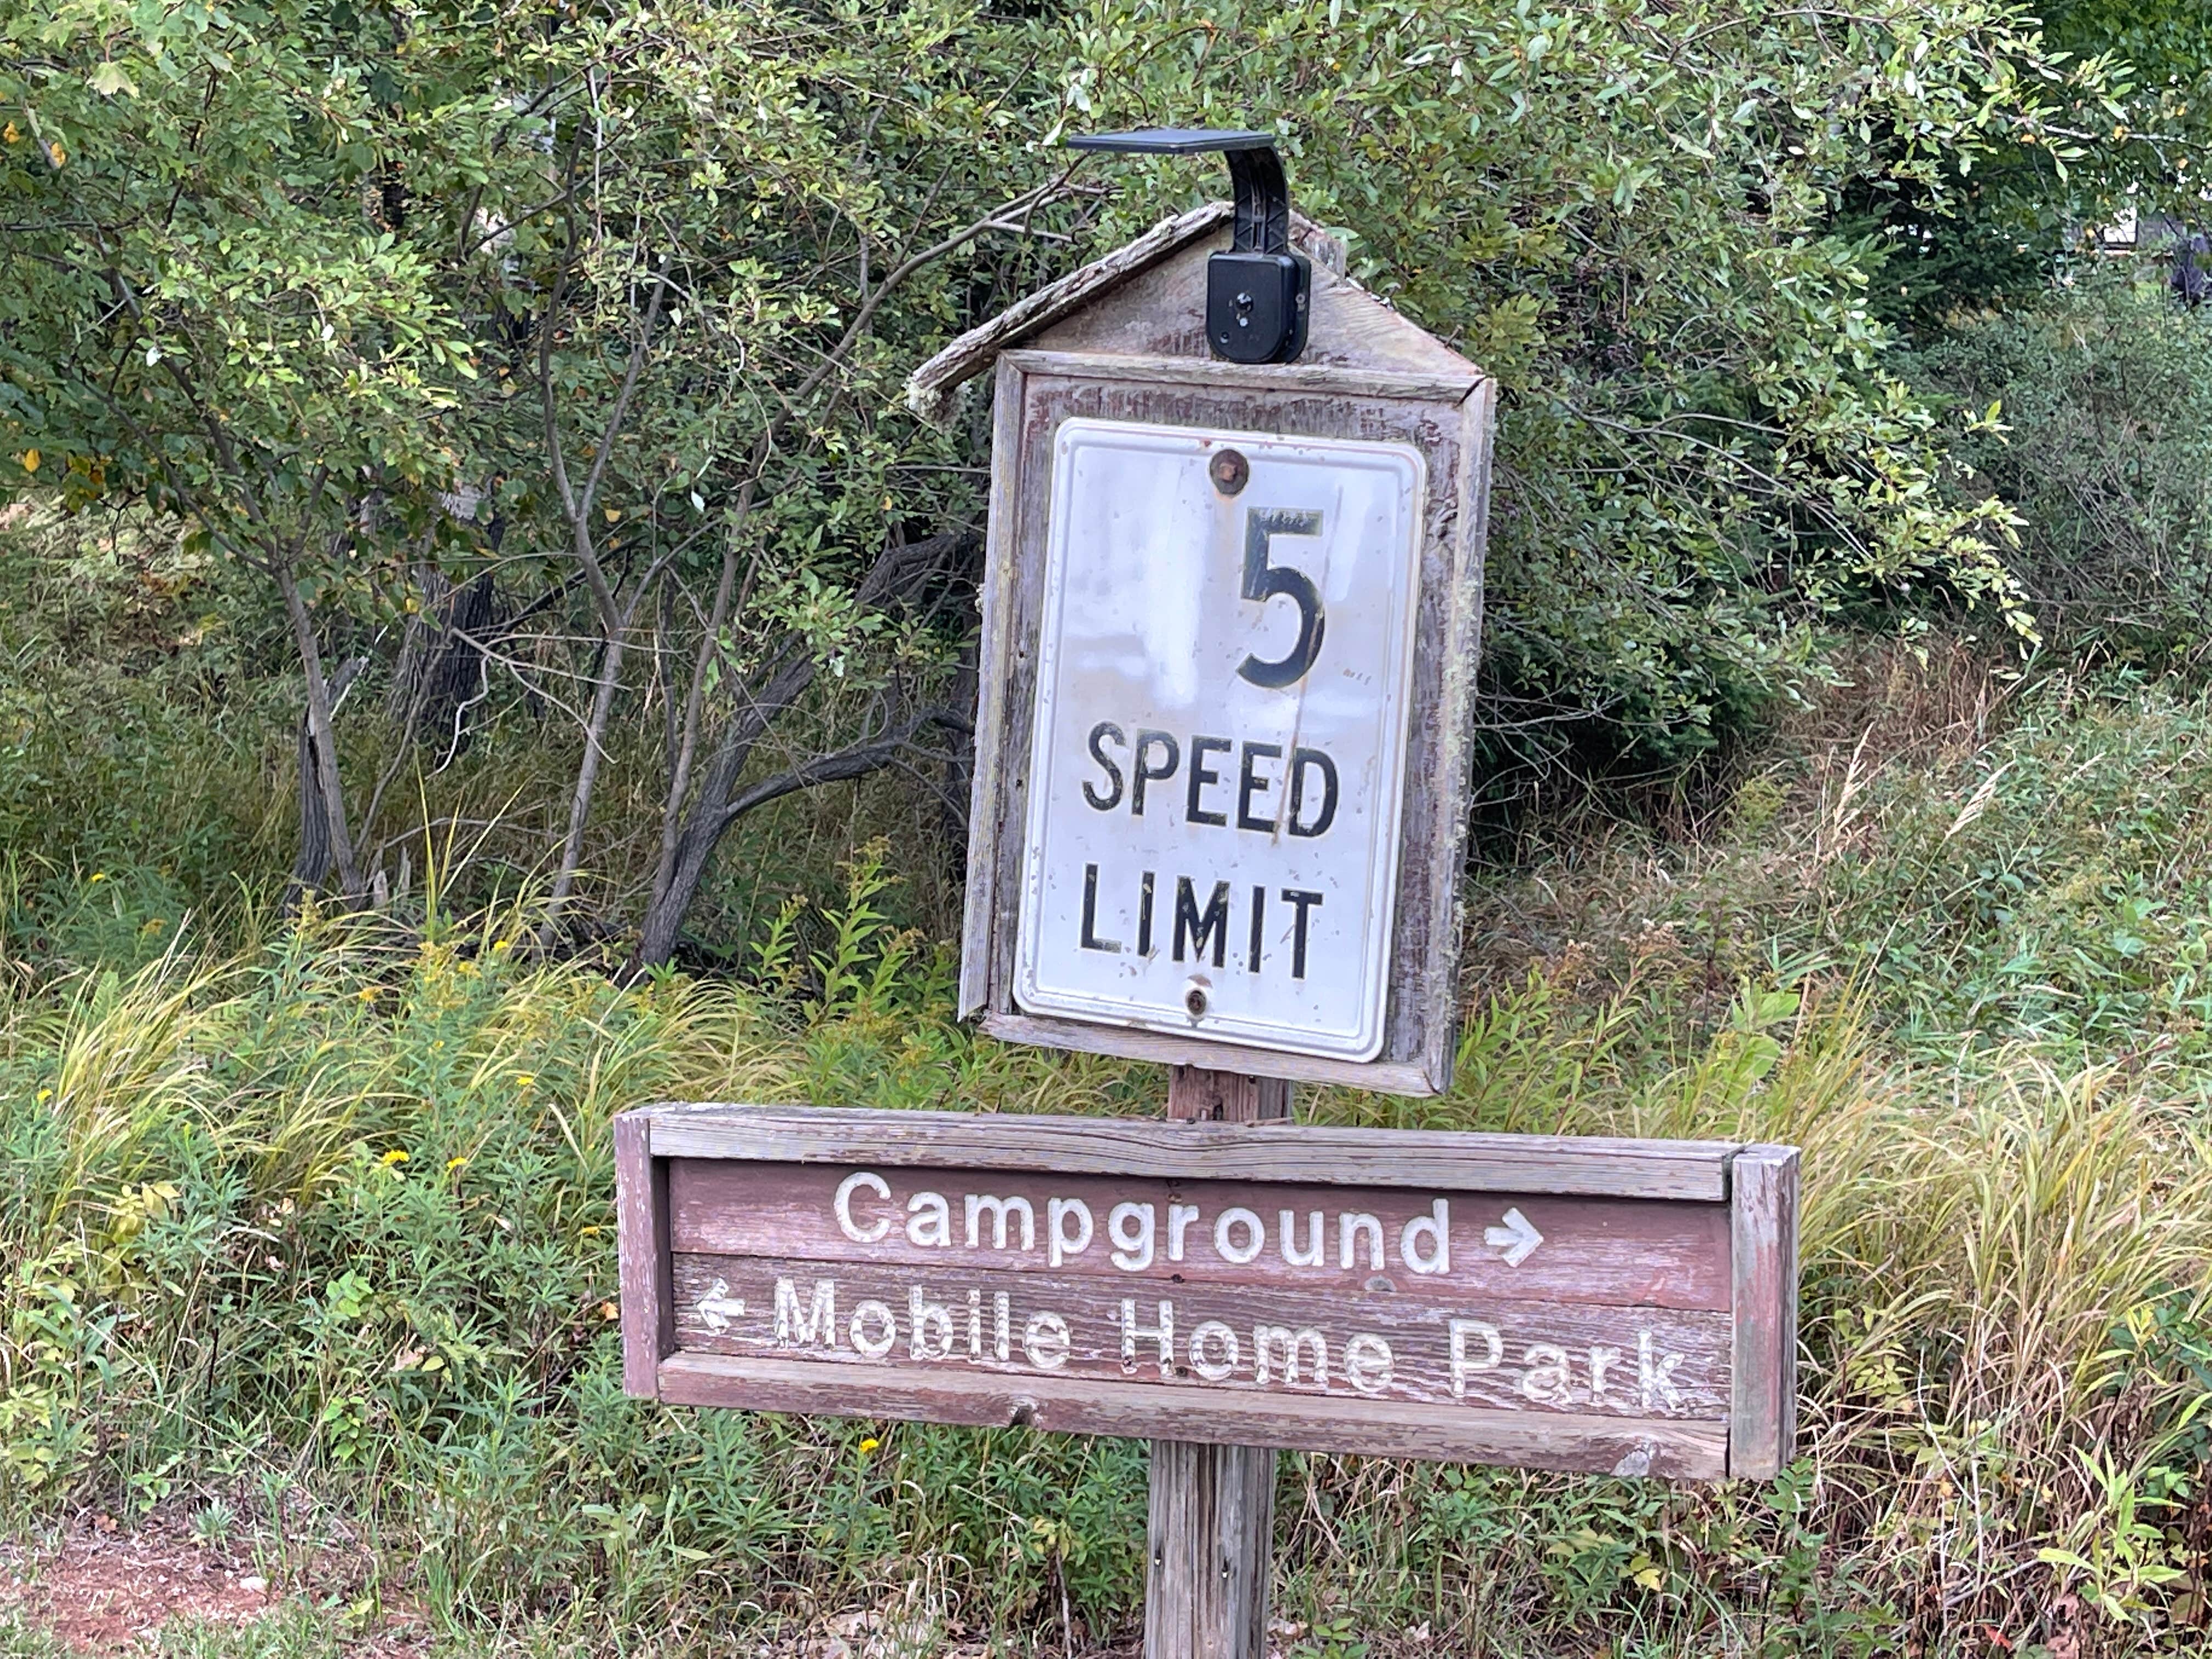 5
SPEED
LIMIT
Campground →
← Mobile Home Park